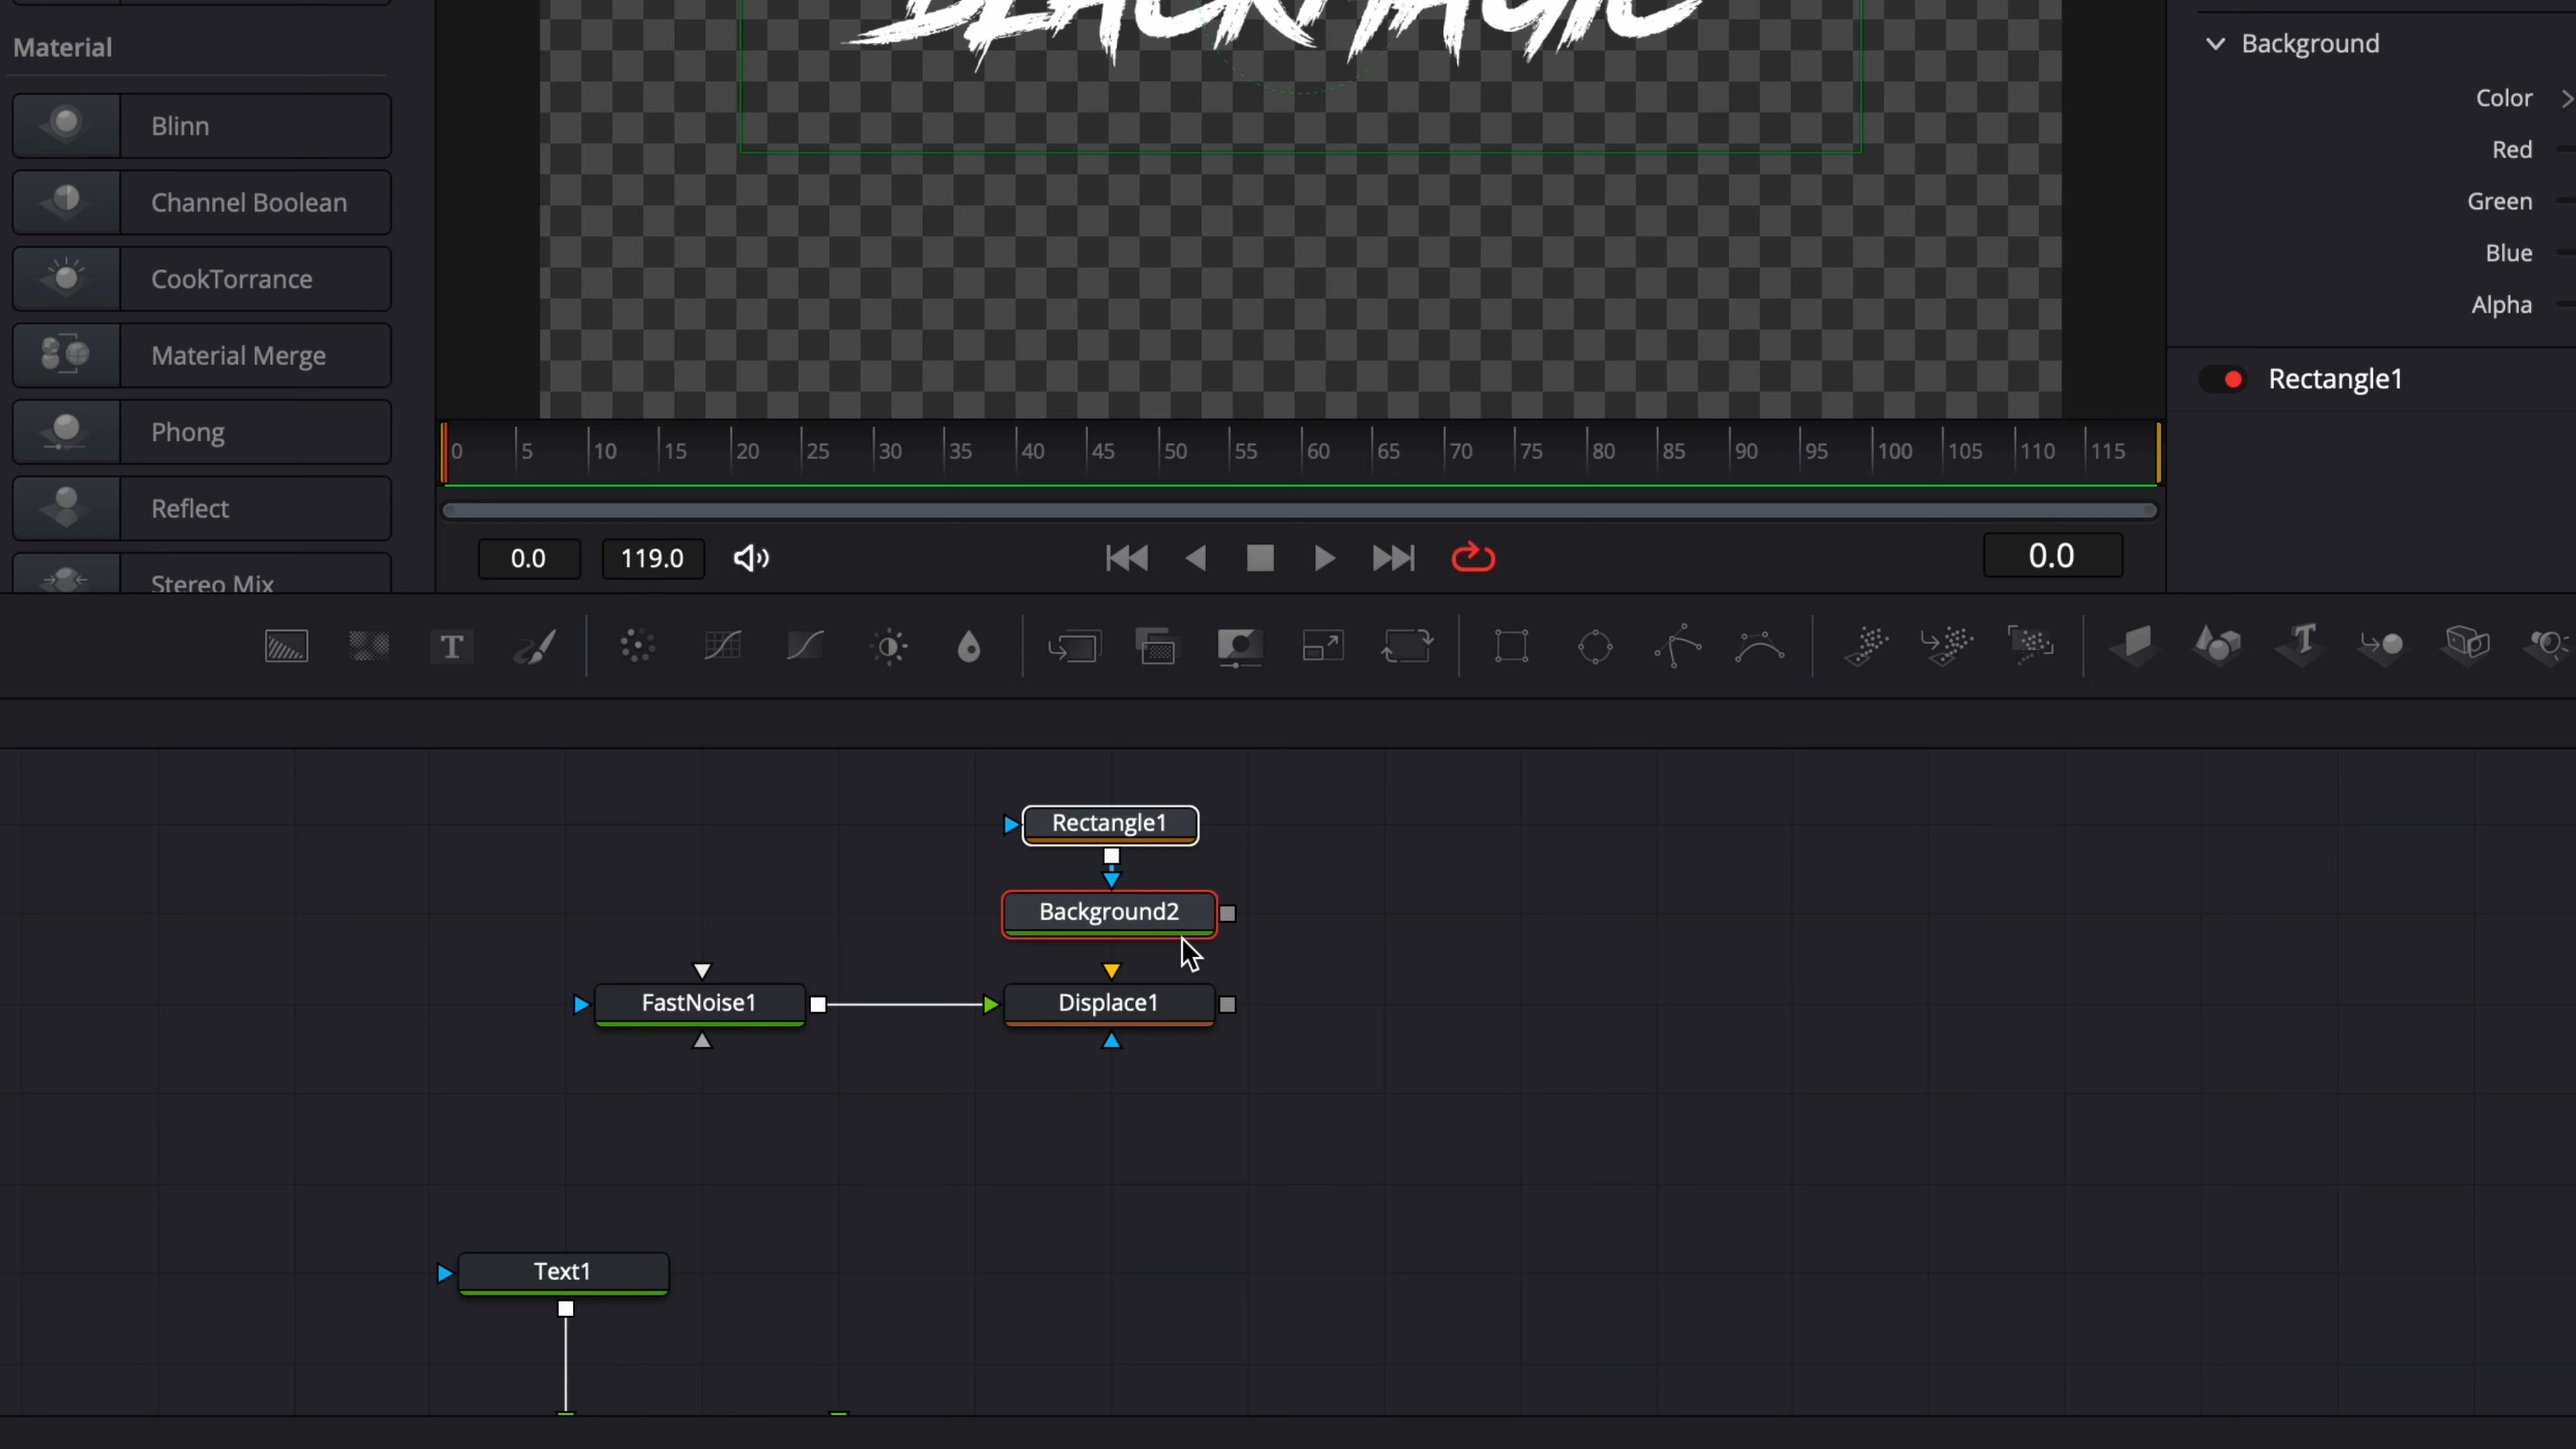 BLACKMAGIC
Material
Blinn
Channel Boolean
CookTorrance
Material Merge
Phong
Reflect
Stereo Mix
Background
Color
Red
Green
Blue
Alpha
Rectangle1
0 5 10 15 20 25 30 35 40 45 50 55 60 65 70 75 80 85 90 95 100 105 110 115
0.0 119.0 0.0
T
Rectangle1
Background2
FastNoise1
Displace1
Text1